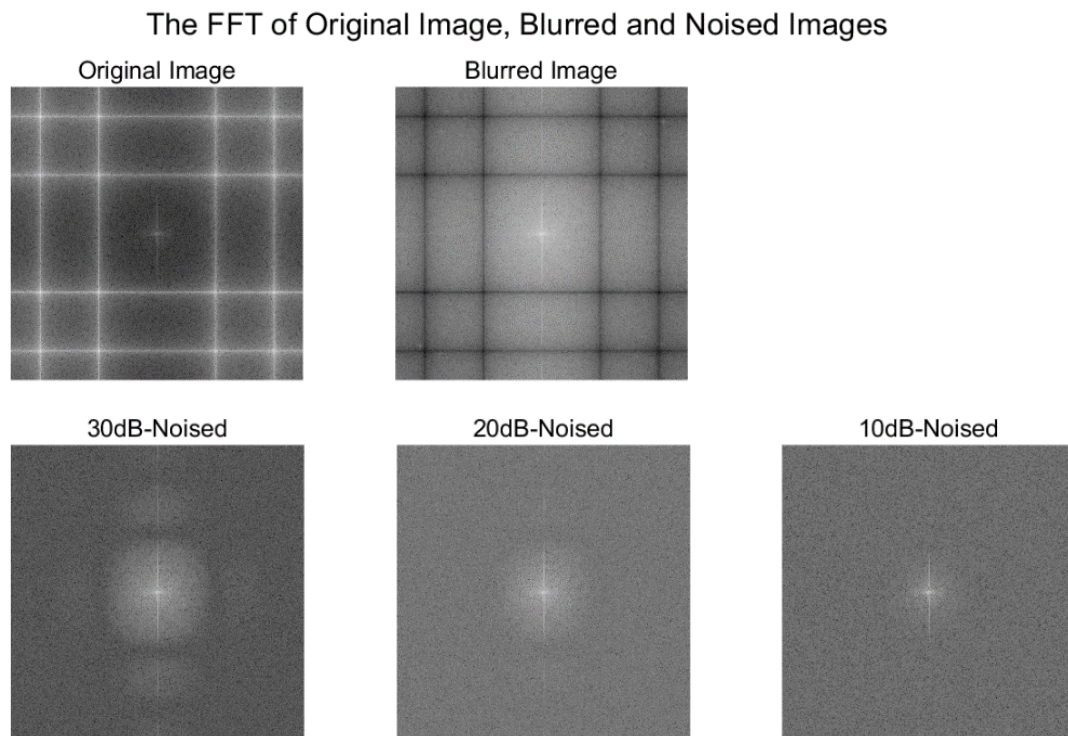 The FFT of Original Image, Blurred and Noised Images
Original Image
Blurred Image
30dB-Noised
20dB-Noised
10dB-Noised